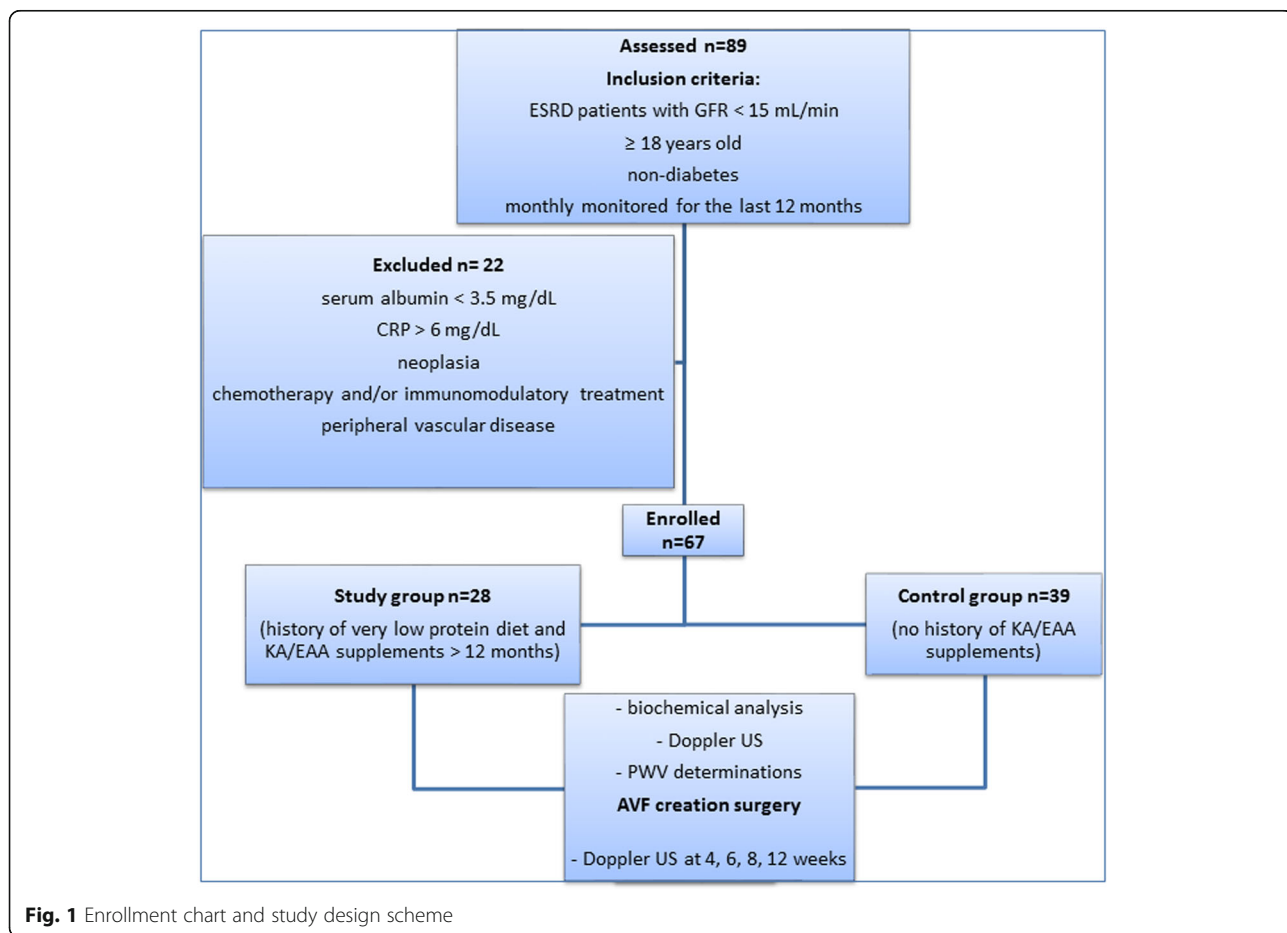 Assessed n=89
Inclusion criteria:
ESRD patients with GFR < 15 mL/min
≥ 18 years old
non-diabetes
monthly monitored for the last 12 months
Excluded n= 22
serum albumin < 3.5 mg/dL
CRP > 6 mg/dL
neoplasia
chemotherapy and/or immunomodulatory treatment
peripheral vascular disease
Enrolled
n=67
Study group n=28
(history of very low protein diet and
KA/EAA supplements > 12 months)
Control group n=39
(no history of KA/EAA
supplements)
- biochemical analysis
- Doppler US
- PWV determinations
AVF creation surgery
- Doppler US at 4, 6, 8, 12 weeks
Fig. 1 Enrollment chart and study design scheme